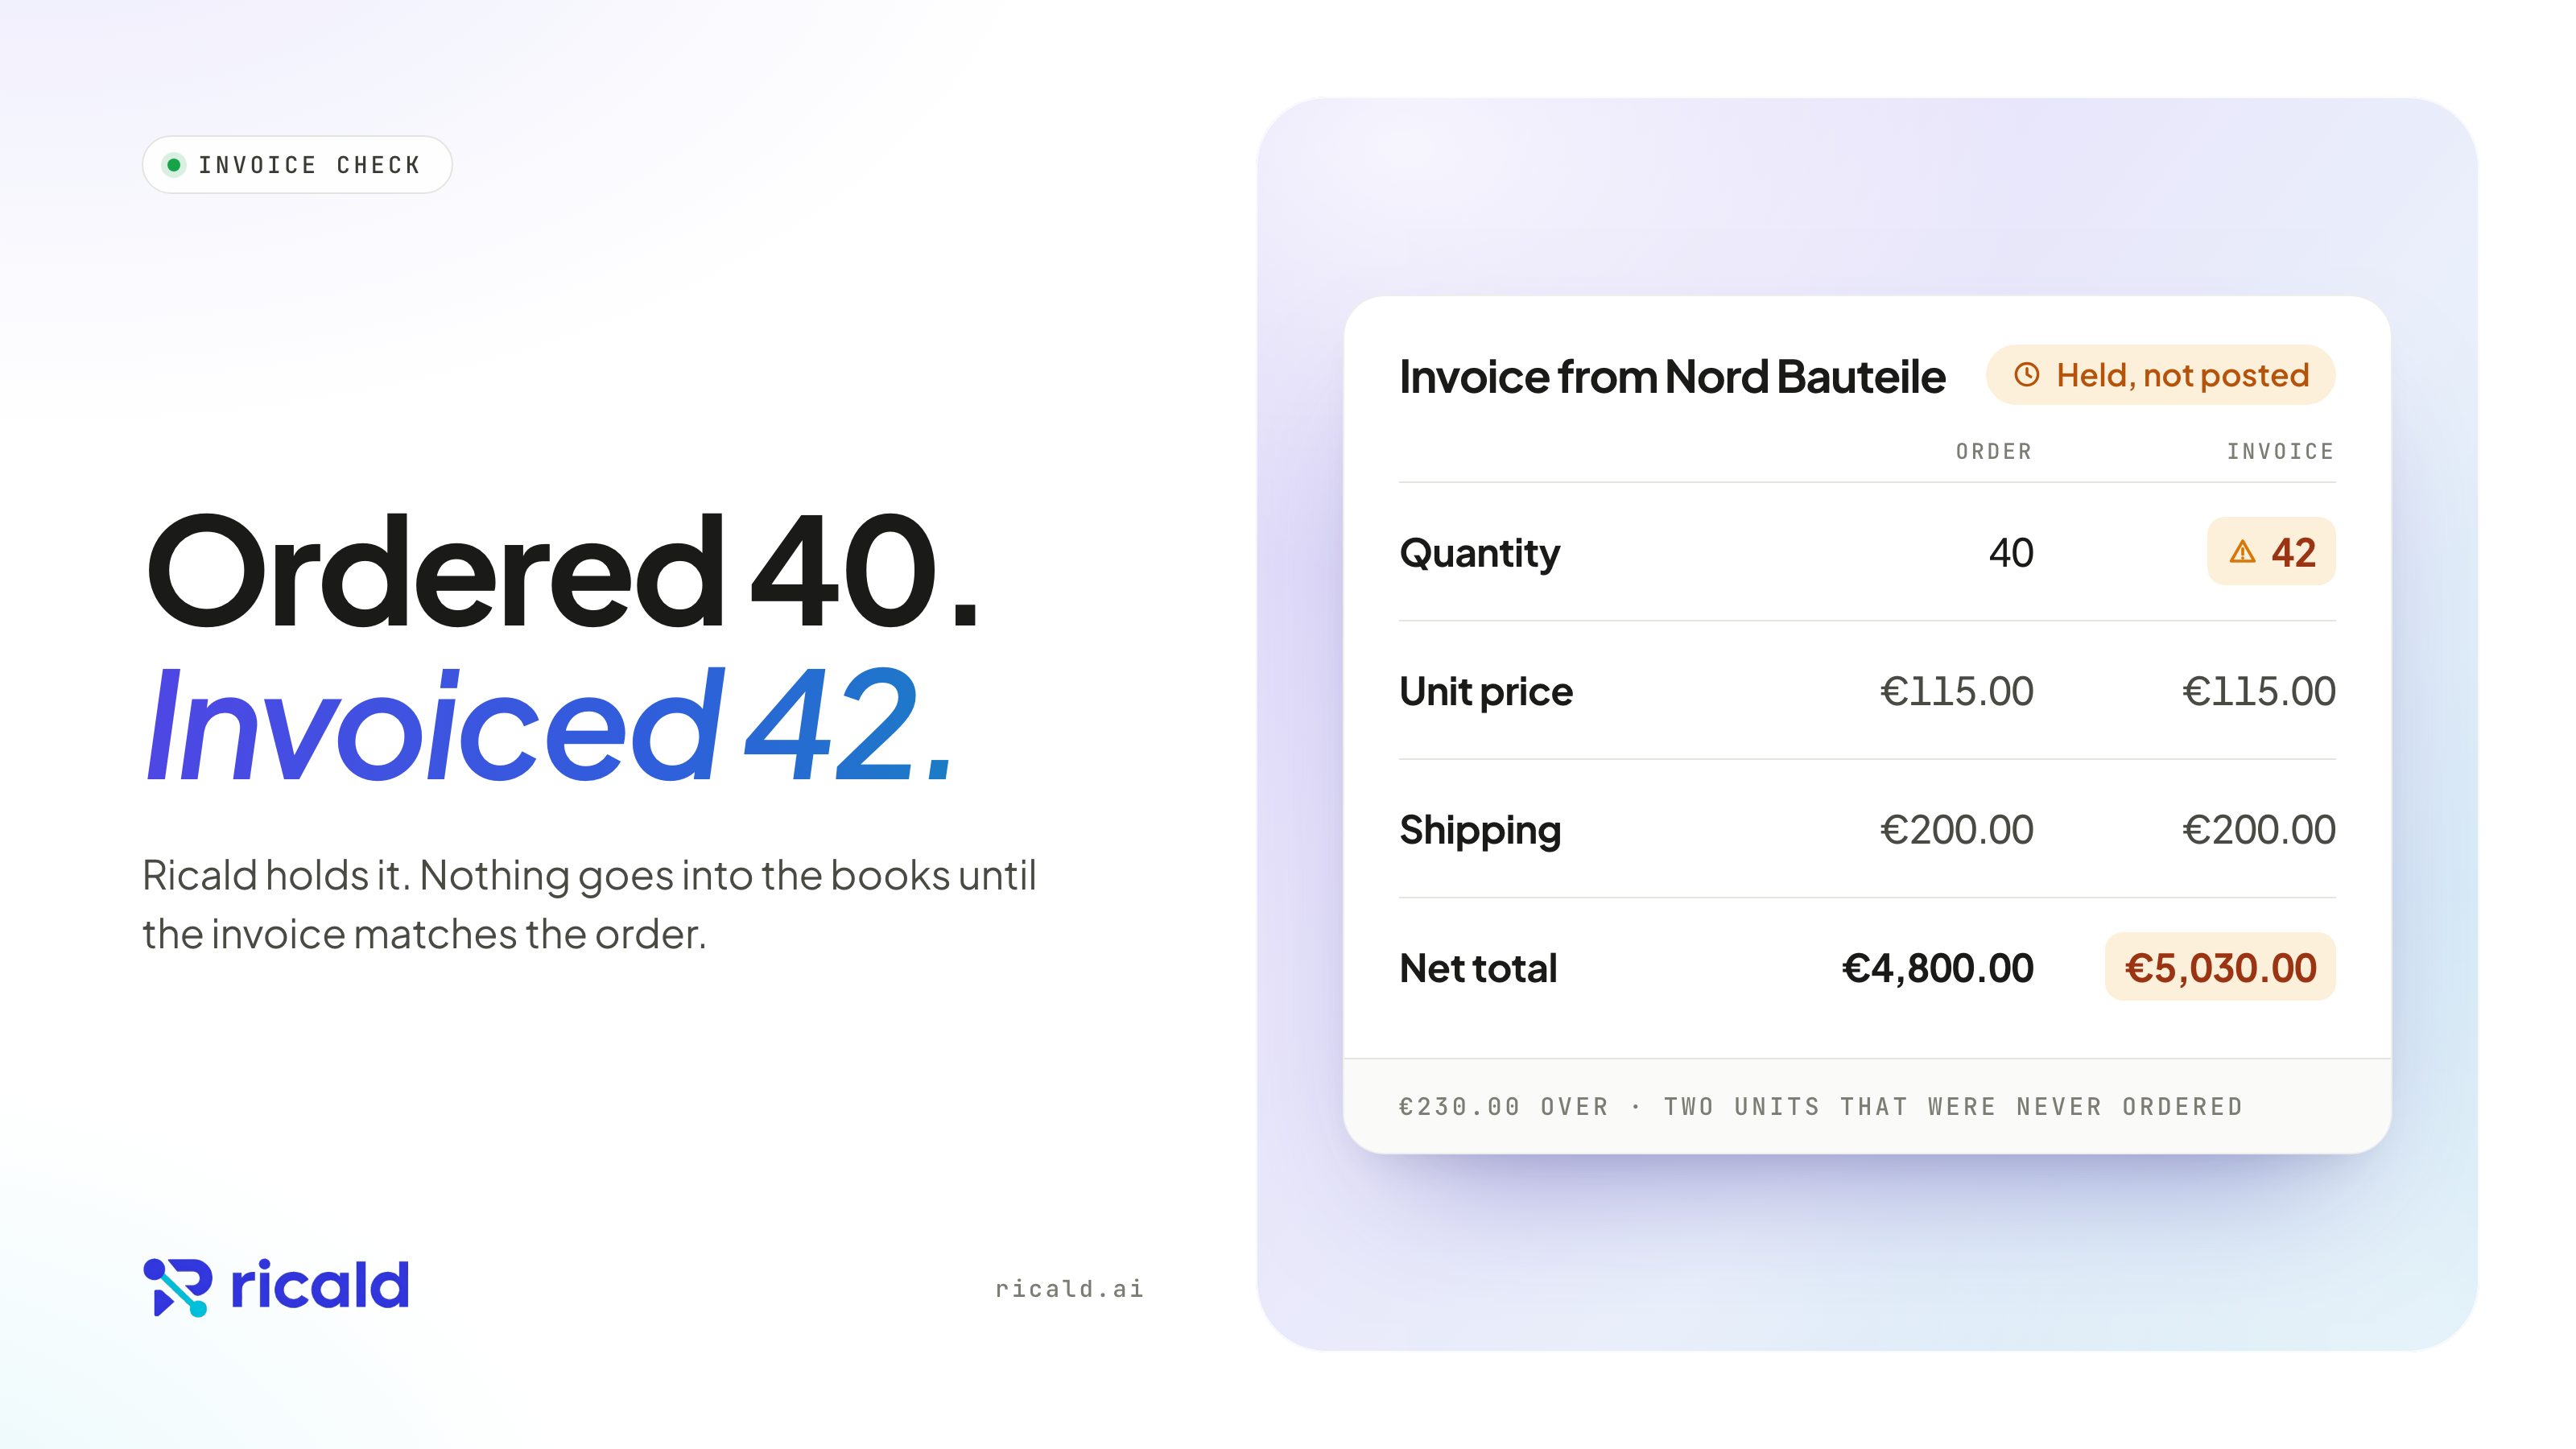 INVOICE CHECK
Ordered 40.
Invoiced 42.
Ricald holds it. Nothing goes into the books until
the invoice matches the order.
ricald
ricald.ai
Invoice from Nord Bauteile
Held, not posted
ORDER INVOICE
Quantity 40 42
Unit price €115.00 €115.00
Shipping €200.00 €200.00
Net total €4,800.00 €5,030.00
€230.00 OVER · TWO UNITS THAT WERE NEVER ORDERED